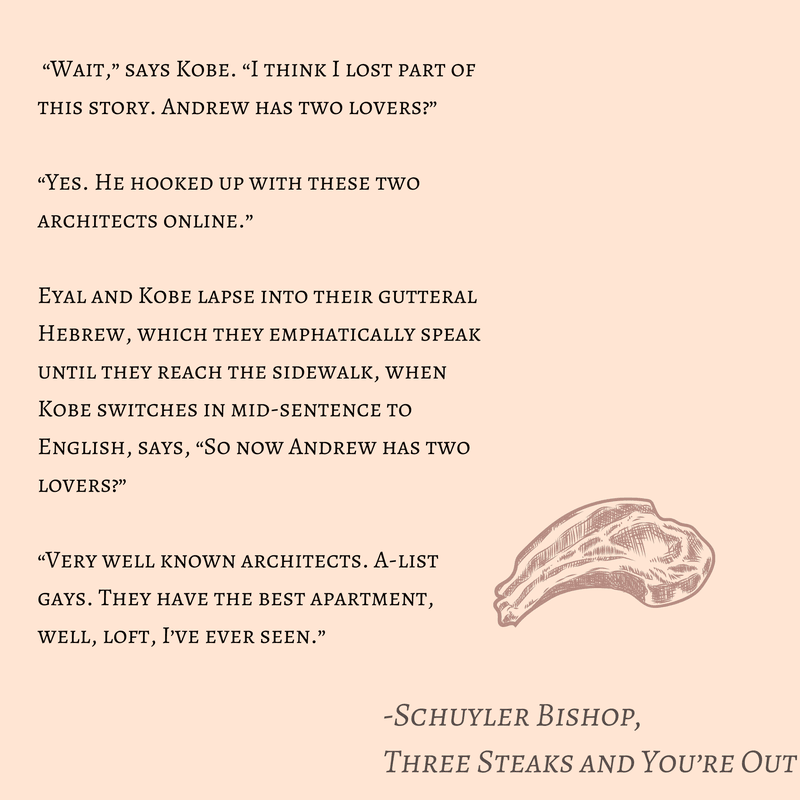 “Wait,” says Kobe. “I think I lost part of
this story. Andrew has two lovers?”
“Yes. He hooked up with these two
architects online.”
Eyal and Kobe lapse into their gutteral
Hebrew, which they emphatically speak
until they reach the sidewalk, when
Kobe switches in mid-sentence to
English, says, “So now Andrew has two
lovers?”
“Very well known architects. A-list
gays. They have the best apartment,
well, loft, I’ve ever seen.”
-Schuyler Bishop,
Three Steaks and You’re Out